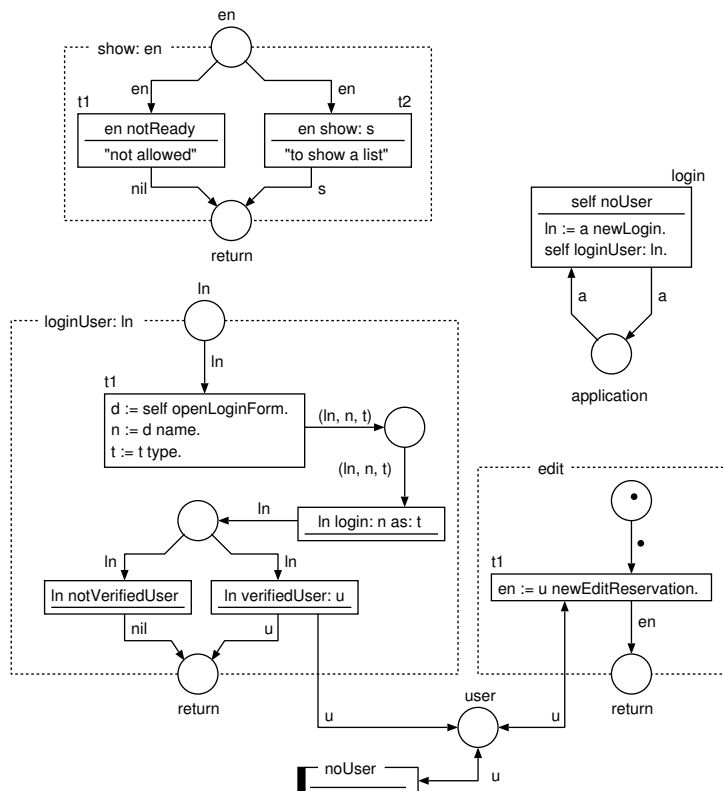 en
show: en
en
en
t1
t2
en notReady
"not allowed"
en show: s
"to show a list"
nil
s
return
login
self noUser
ln := a newLogin.
self loginUser: ln.
a
a
application
ln
loginUser: ln
ln
t1
d := self openLoginForm.
n := d name.
t := t type.
(ln, n, t)
(ln, n, t)
ln login: n as: t
ln
ln
ln
ln notVerifiedUser
ln verifiedUser: u
nil
u
return
u
edit
t1
en := u newEditReservation.
en
u
return
user
noUser
u